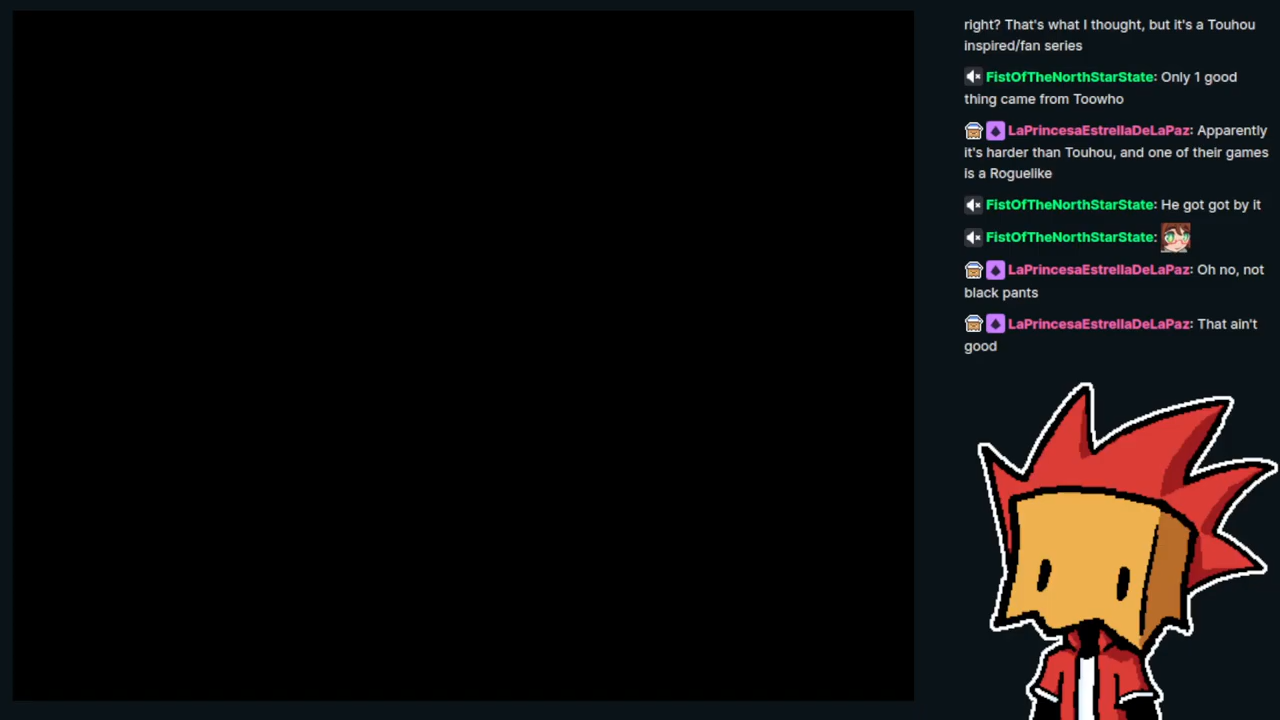 right? That's what I thought, but it's a Touhou
inspired/fan series
FistOfTheNorthStarState: Only 1 good
thing came from Toowho
LaPrincesaEstrellaDeLaPaz: Apparently
it's harder than Touhou, and one of their games
is a Roguelike
FistOfTheNorthStarState: He got got by it
FistOfTheNorthStarState:
LaPrincesaEstrellaDeLaPaz: Oh no, not
black pants
LaPrincesaEstrellaDeLaPaz: That ain't
good